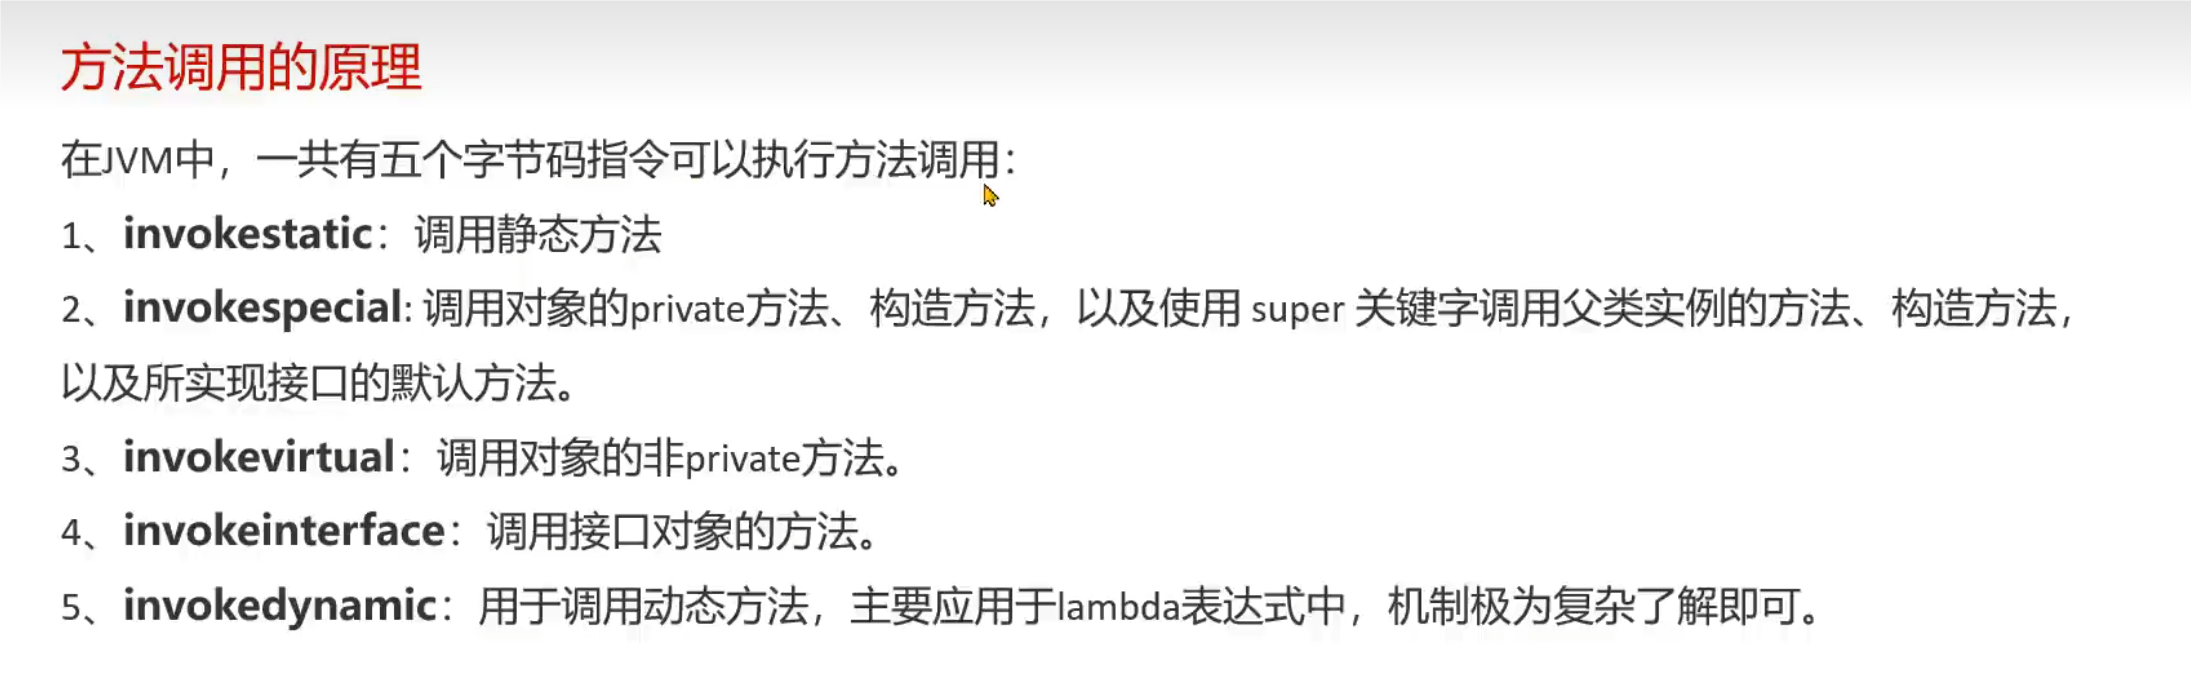 方法调用的原理
在JVM中，一共有五个字节码指令可以执行方法调用：
1、invokestatic：调用静态方法
2、invokespecial: 调用对象的private方法、构造方法，以及使用 super 关键字调用父类实例的方法、构造方法，
以及所实现接口的默认方法。
3、invokevirtual：调用对象的非private方法。
4、invokeinterface：调用接口对象的方法。
5、invokedynamic：用于调用动态方法，主要应用于lambda表达式中，机制极为复杂了解即可。